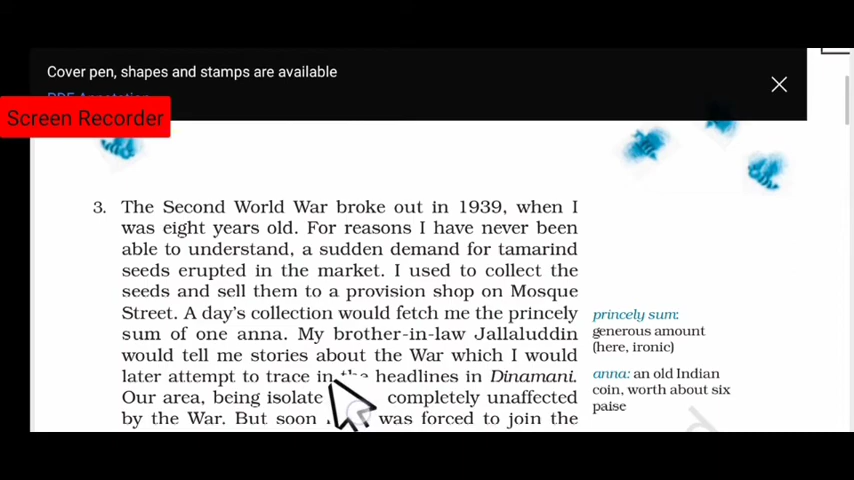 Cover pen, shapes and stamps are available
PDF Annotation
Screen Recorder
3. The Second World War broke out in 1939, when I
was eight years old. For reasons I have never been
able to understand, a sudden demand for tamarind
seeds erupted in the market. I used to collect the
seeds and sell them to a provision shop on Mosque
Street. A day's collection would fetch me the princely
sum of one anna. My brother-in-law Jallaluddin
would tell me stories about the War which I would
later attempt to trace in the headlines in Dinamani.
Our area, being isolate completely unaffected
by the War. But soon was forced to join the
princely sum:
generous amount
(here, ironic)
anna: an old Indian
coin, worth about six
paise